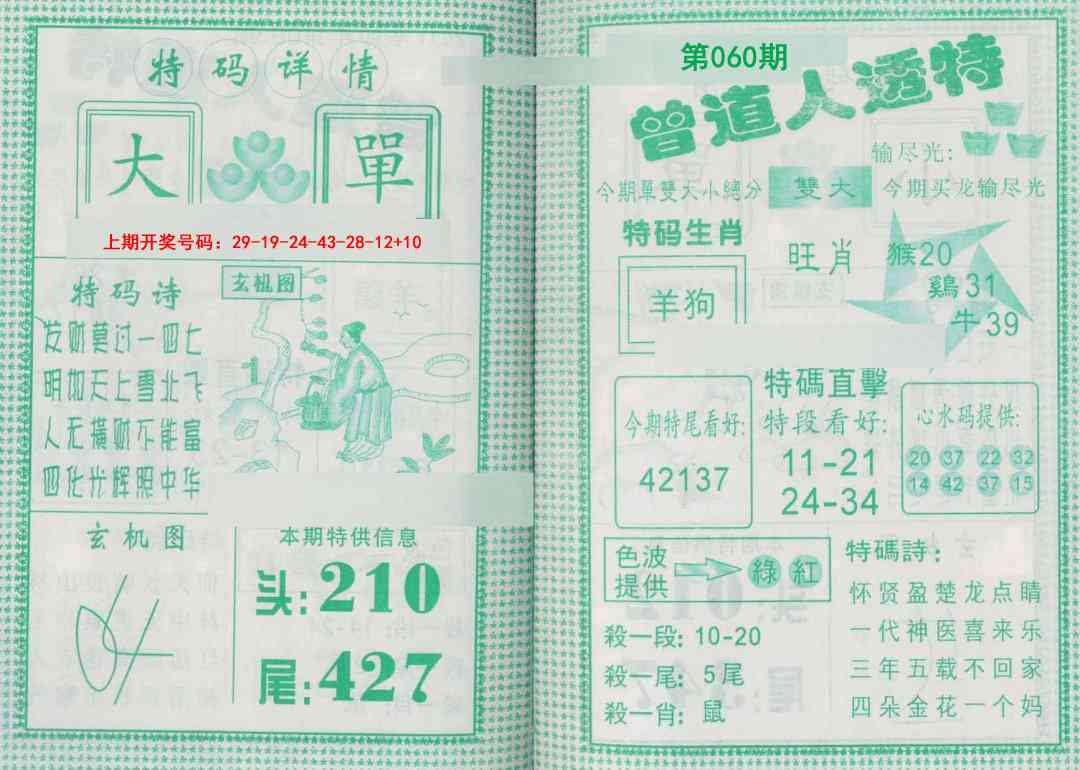 特码详情
大 單
上期开奖号码：29-19-24-43-28-12+10
特码诗
发财莫过一四七
明如天上雪北飞
人无横财不能富
四化光辉照中华
玄机图
玄机图
本期特供信息
头:210
尾:427
第060期
曾道人透特
输尽光:
今期單雙大小總分 雙大 今期买龙输尽光
特码生肖
羊狗
旺肖
猴20
鷄31
牛39
特碼直擊
今期特尾看好:
42137
特段看好:
11-21
24-34
心水码提供:
20 37 22 32
14 42 37 15
色波
提供
綠 紅
殺一段: 10-20
殺一尾: 5尾
殺一肖: 鼠
特碼詩:
怀贤盈楚龙点睛
一代神医喜来乐
三年五载不回家
四朵金花一个妈